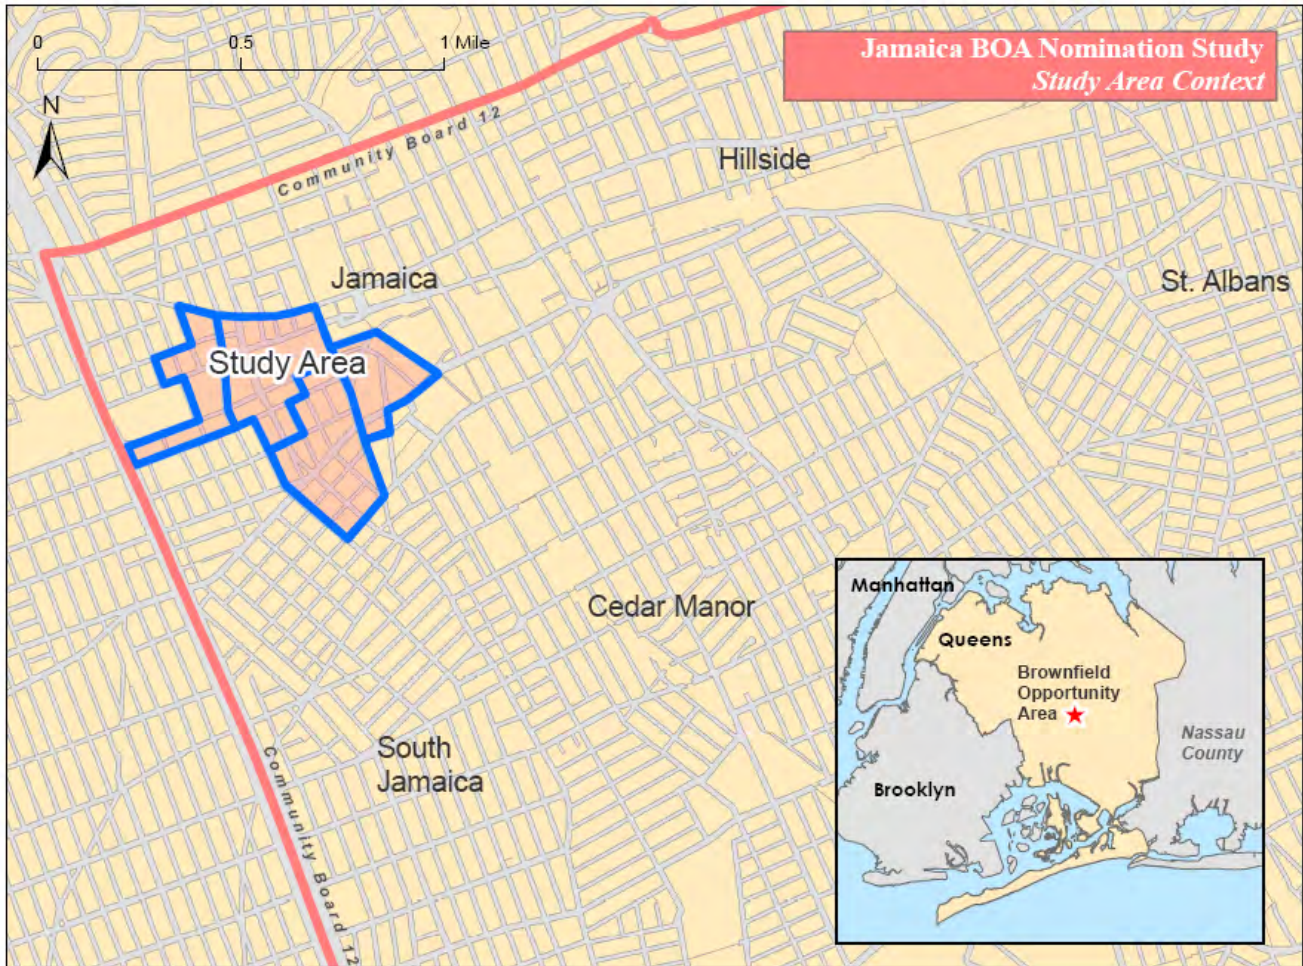 0 0.5 1 Mile
Jamaica BOA Nomination Study
Study Area Context
N
Community Board 12
Hillside
Jamaica
St. Albans
Study Area
Cedar Manor
South
Jamaica
Community Board 12
Manhattan
Queens
Brownfield
Opportunity
Area
Nassau
County
Brooklyn